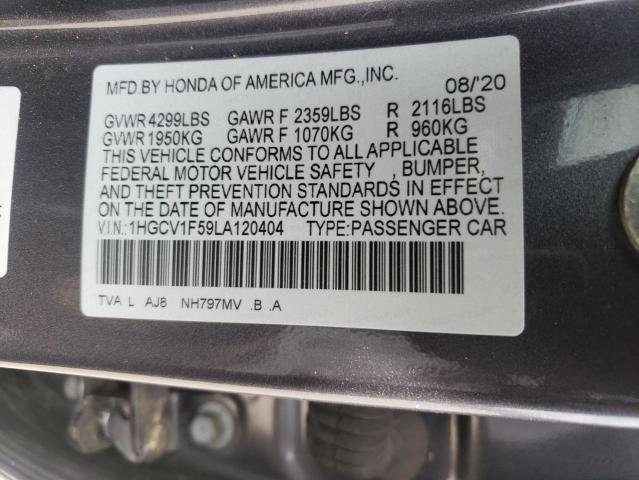 MFD.BY HONDA OF AMERICA MFG.,INC. 08/'20
GVWR 4299LBS GAWR F 2359LBS R 2116LBS
GVWR 1950KG GAWR F 1070KG R 960KG
THIS VEHICLE CONFORMS TO ALL APPLICABLE
FEDERAL MOTOR VEHICLE SAFETY , BUMPER,
AND THEFT PREVENTION STANDARDS IN EFFECT
ON THE DATE OF MANUFACTURE SHOWN ABOVE.
V.I.N.:1HGCV1F59LA120404 TYPE:PASSENGER CAR
TVA L AJ8 NH797MV .B .A